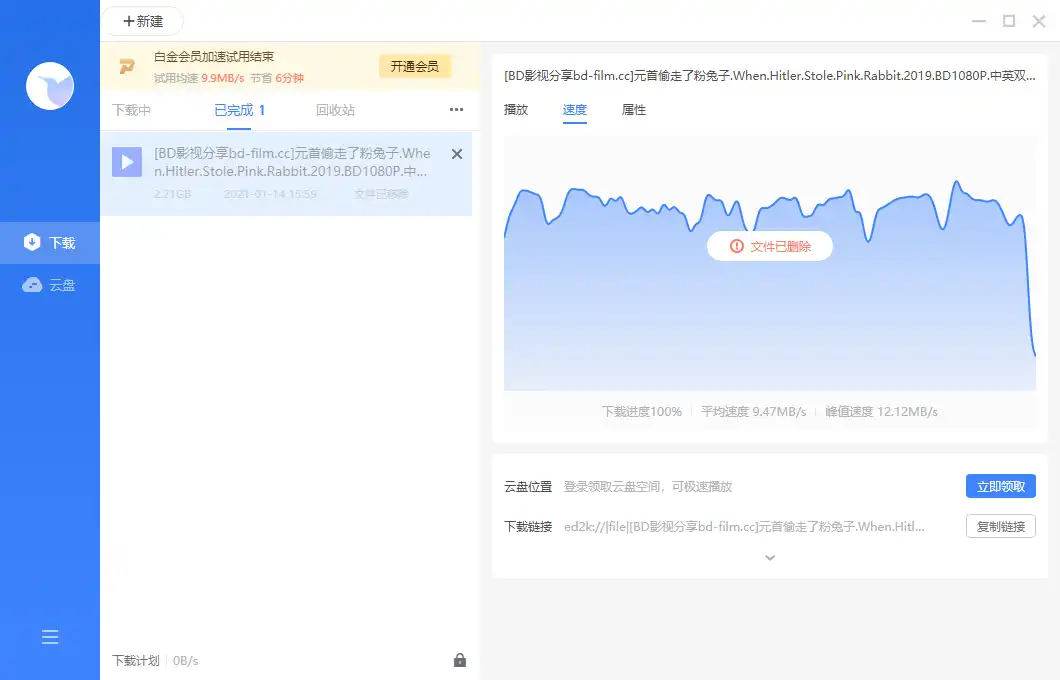 新建
白金会员加速试用结束
试用均速 9.9MB/s 节省 6分钟
开通会员
下载中
已完成 1
回收站
[BD影视分享bd-film.cc]元首偷走了粉兔子.Whe
n.Hitler.Stole.Pink.Rabbit.2019.BD1080P.中...
2.21GB
2021-01-14 15:59
文件已移除
下载
云盘
下载计划
0B/s
[BD影视分享bd-film.cc]元首偷走了粉兔子.When.Hitler.Stole.Pink.Rabbit.2019.BD1080P.中英双...
播放
速度
属性
文件已删除
下载进度100%
平均速度 9.47MB/s
峰值速度 12.12MB/s
云盘位置
登录领取云盘空间，可极速播放
立即领取
下载链接
ed2k://|file|[BD影视分享bd-film.cc]元首偷走了粉兔子.When.Hitl...
复制链接